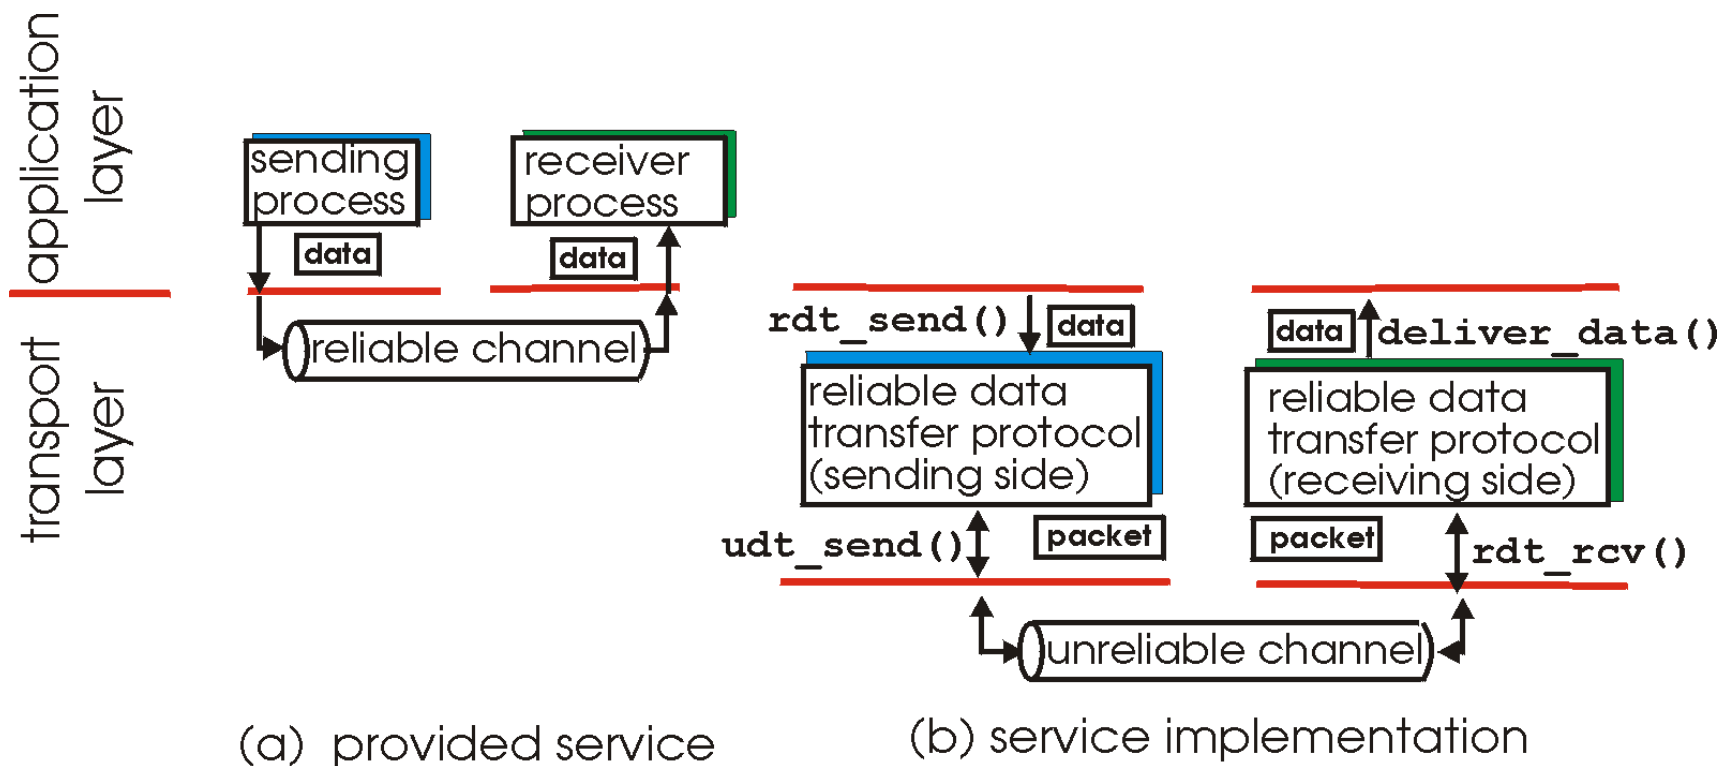 application
layer
transport
layer
sending
process
receiver
process
data
data
reliable channel
(a) provided service
rdt_send()
data
data
deliver_data()
reliable data
transfer protocol
(sending side)
reliable data
transfer protocol
(receiving side)
udt_send()
packet
packet
rdt_rcv()
unreliable channel
(b) service implementation